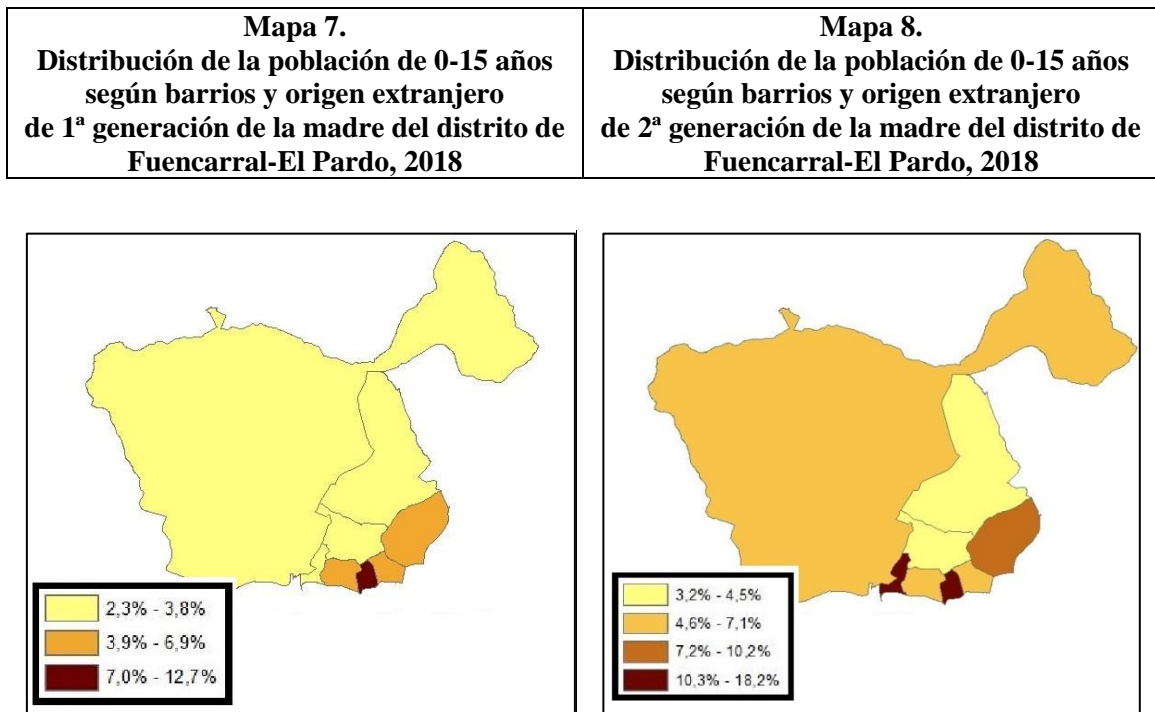 Mapa 7.
Distribución de la población de 0-15 años
según barrios y origen extranjero
de 1ª generación de la madre del distrito de
Fuencarral-El Pardo, 2018
Mapa 8.
Distribución de la población de 0-15 años
según barrios y origen extranjero
de 2ª generación de la madre del distrito de
Fuencarral-El Pardo, 2018
2,3% - 3,8%
3,9% - 6,9%
7,0% - 12,7%
3,2% - 4,5%
4,6% - 7,1%
7,2% - 10,2%
10,3% - 18,2%